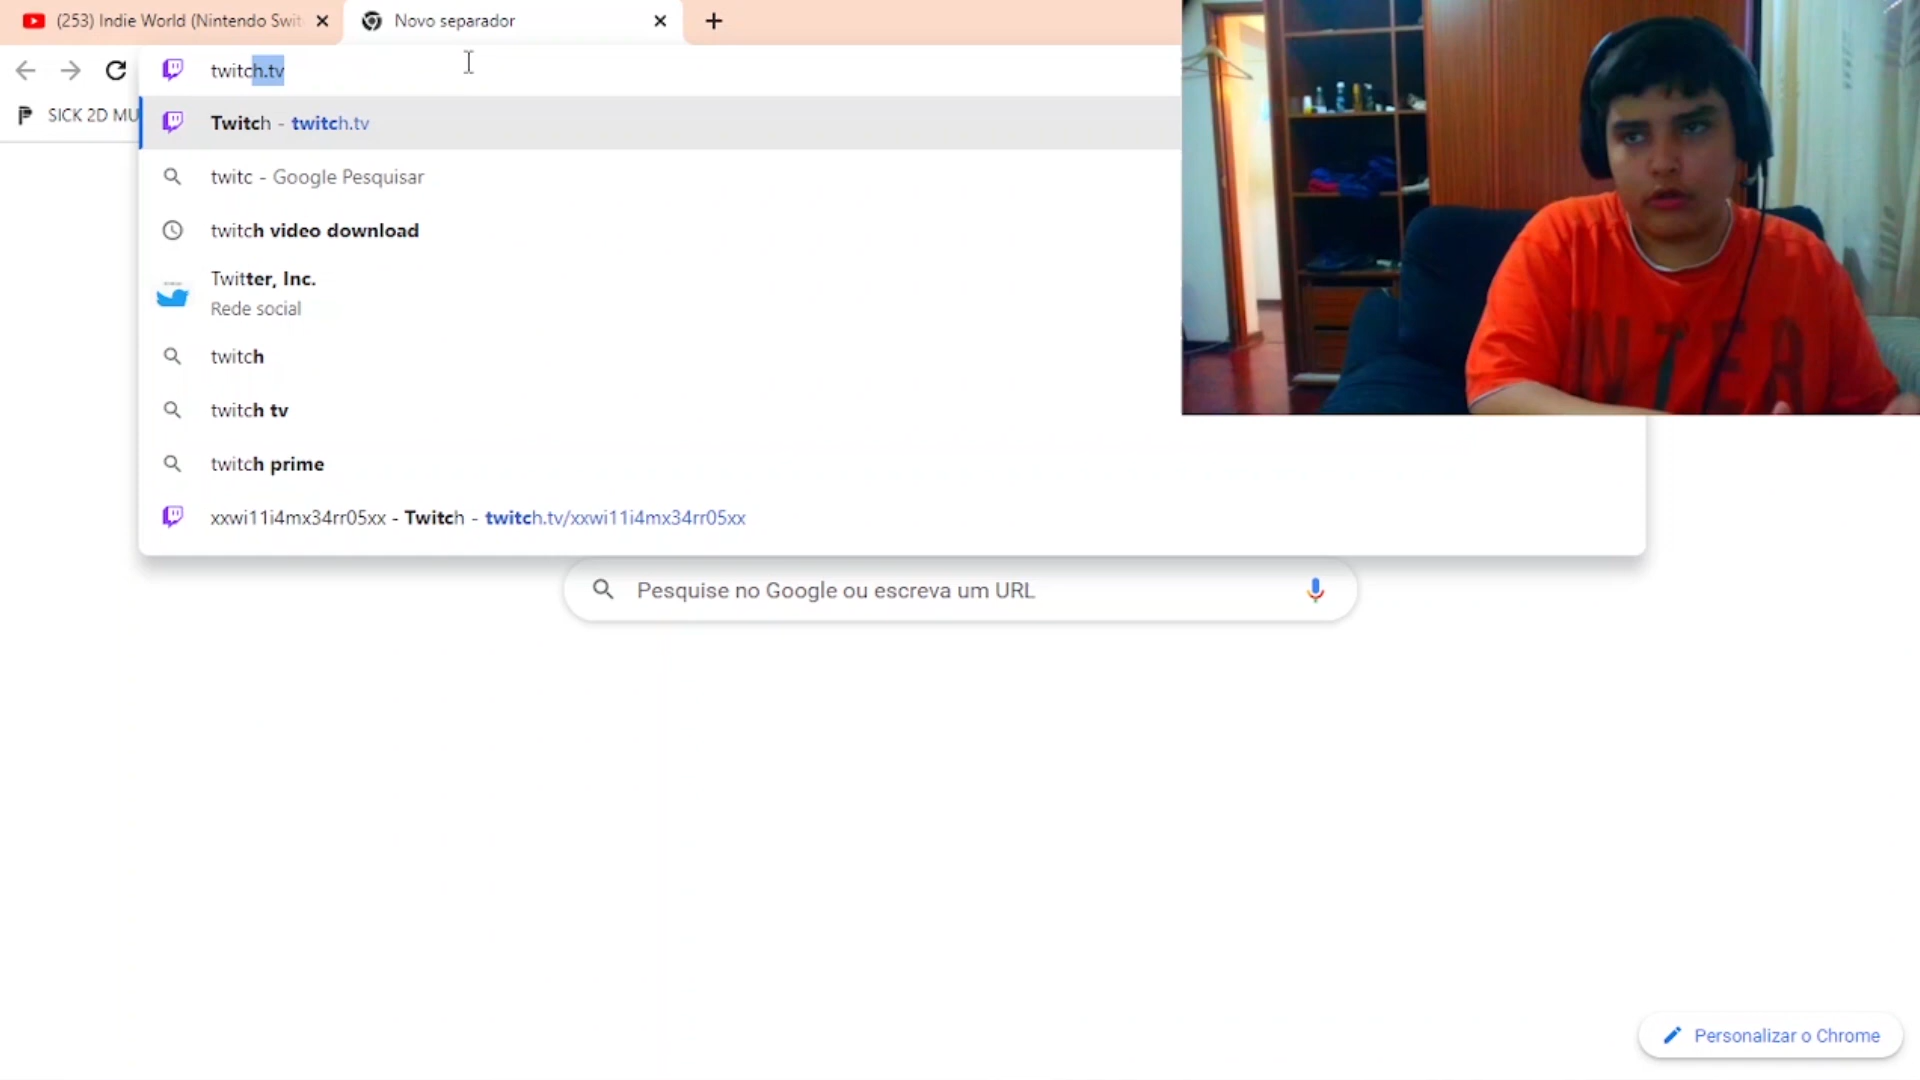 (253) Indie World (Nintendo Swit
Novo separador
twitch.tv
SICK 2D MU
Twitch - twitch.tv
twitc - Google Pesquisar
twitch video download
Twitter, Inc.
Rede social
twitch
twitch tv
twitch prime
xxwi11i4mx34rr05xx - Twitch - twitch.tv/xxwi11i4mx34rr05xx
Pesquise no Google ou escreva um URL
Personalizar o Chrome
INTER